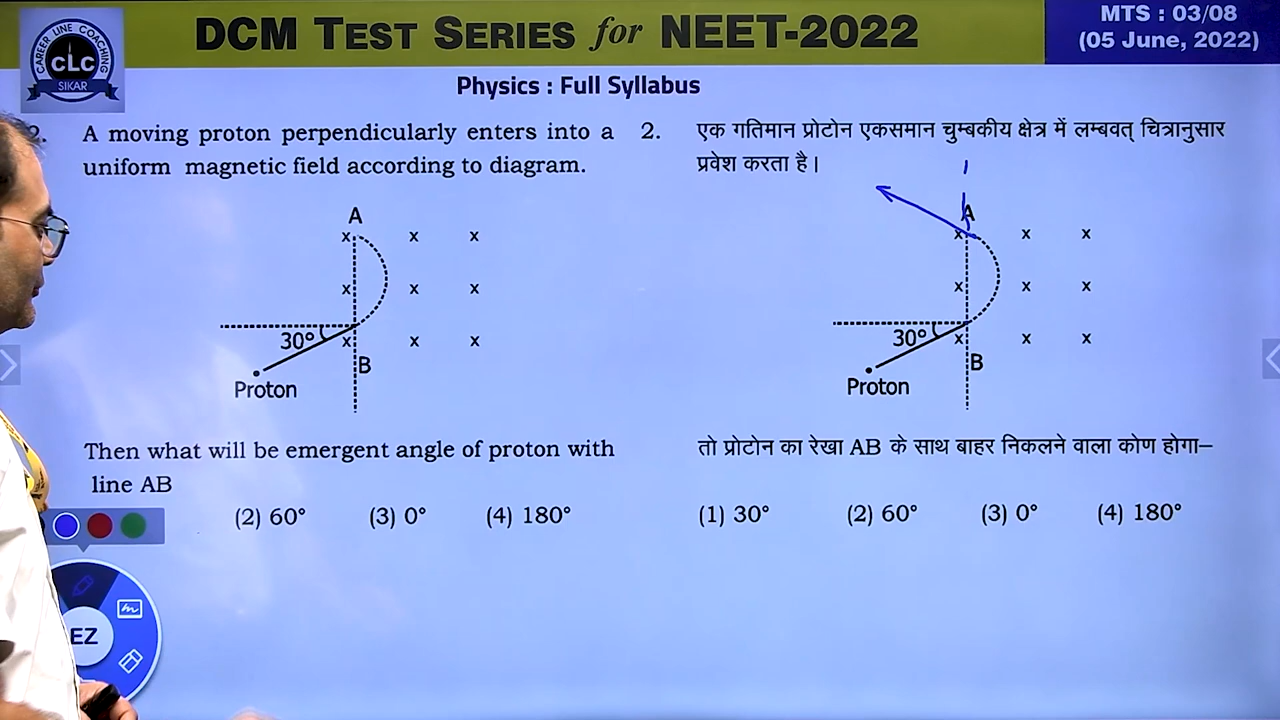 DCM TEST SERIES for NEET-2022
MTS : 03/08
(05 June, 2022)
CAREER LINE COACHING
CLC
SIKAR
Physics : Full Syllabus
2. A moving proton perpendicularly enters into a
uniform magnetic field according to diagram.
A
x x x
x x x
30° x x x
B
Proton
Then what will be emergent angle of proton with
line AB
(2) 60° (3) 0° (4) 180°
2. एक गतिमान प्रोटोन एकसमान चुम्बकीय क्षेत्र में लम्बवत् चित्रानुसार
प्रवेश करता है।
A
x x x
x x x
30° x x x
B
Proton
तो प्रोटोन का रेखा AB के साथ बाहर निकलने वाला कोण होगा–
(1) 30° (2) 60° (3) 0° (4) 180°
EZ